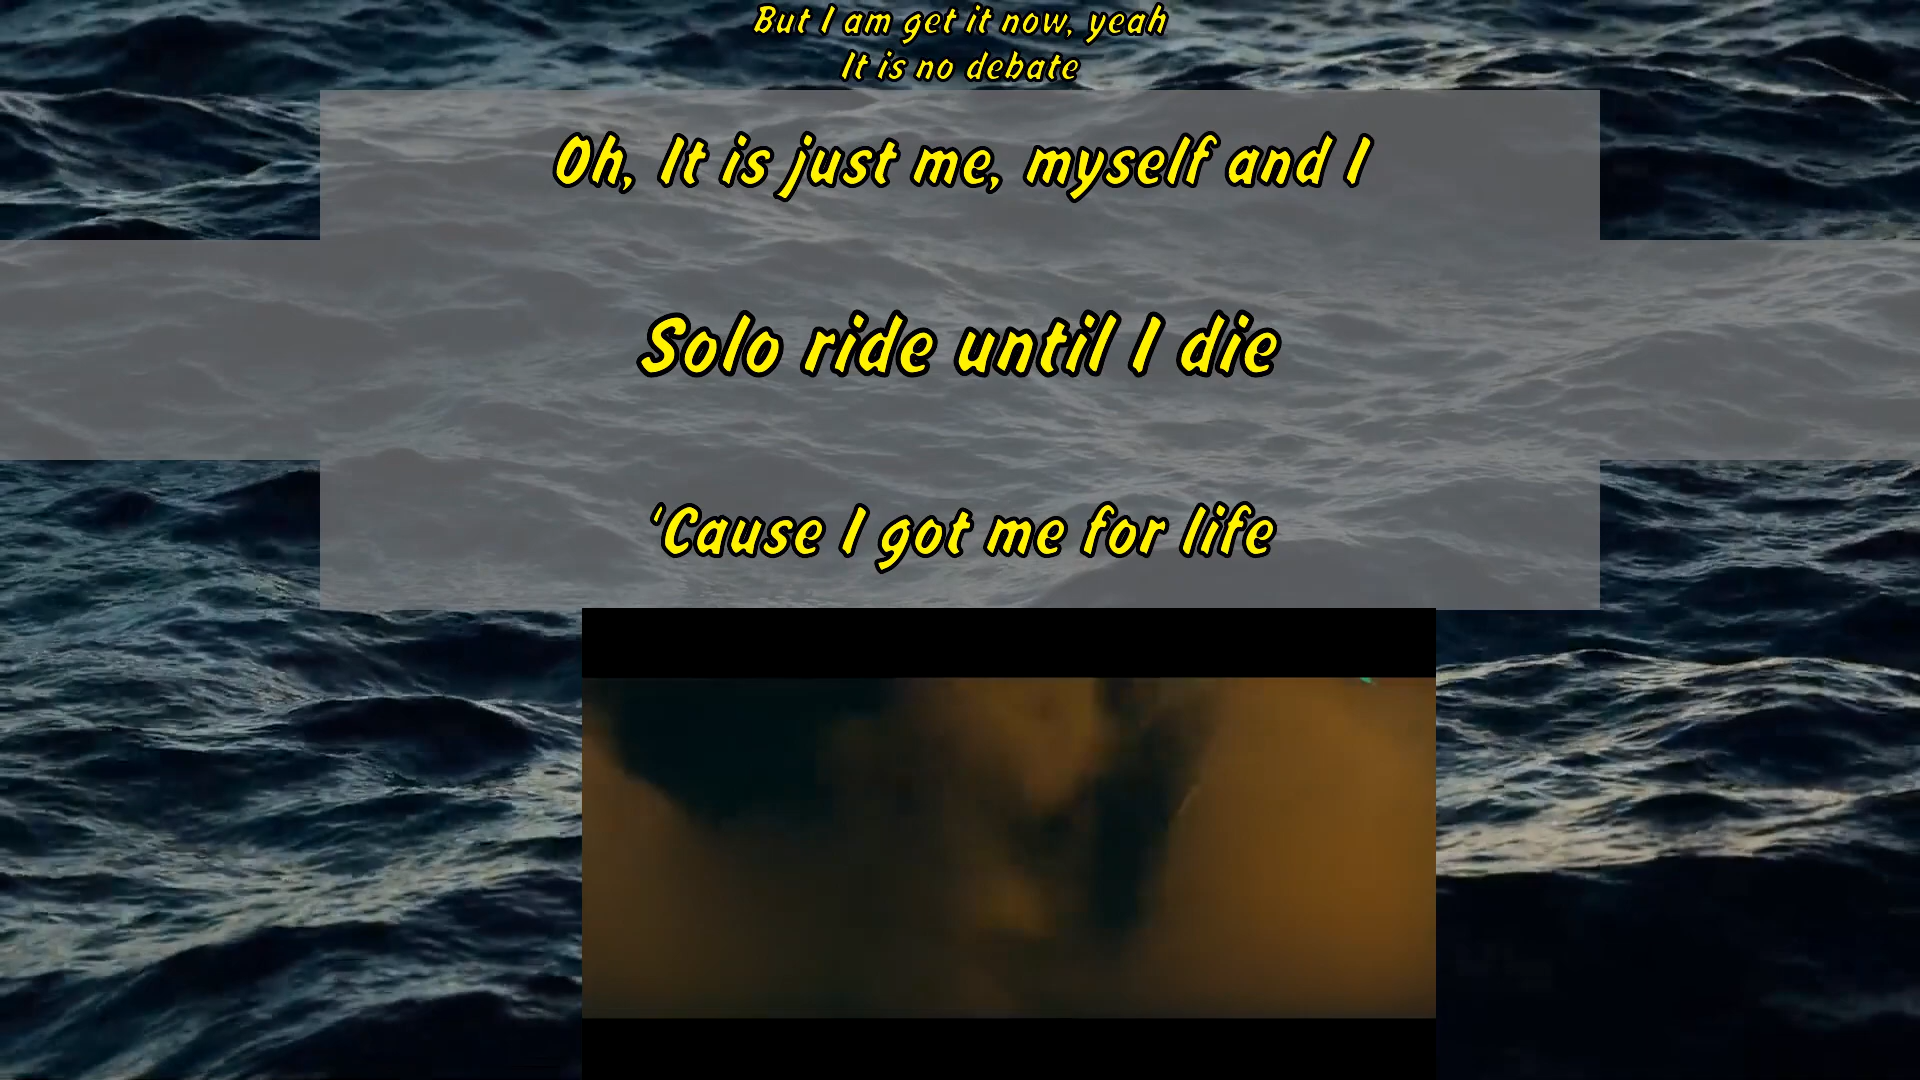 But I am get it now, yeah
It is no debate
Oh, It is just me, myself and I
Solo ride until I die
'Cause I got me for life